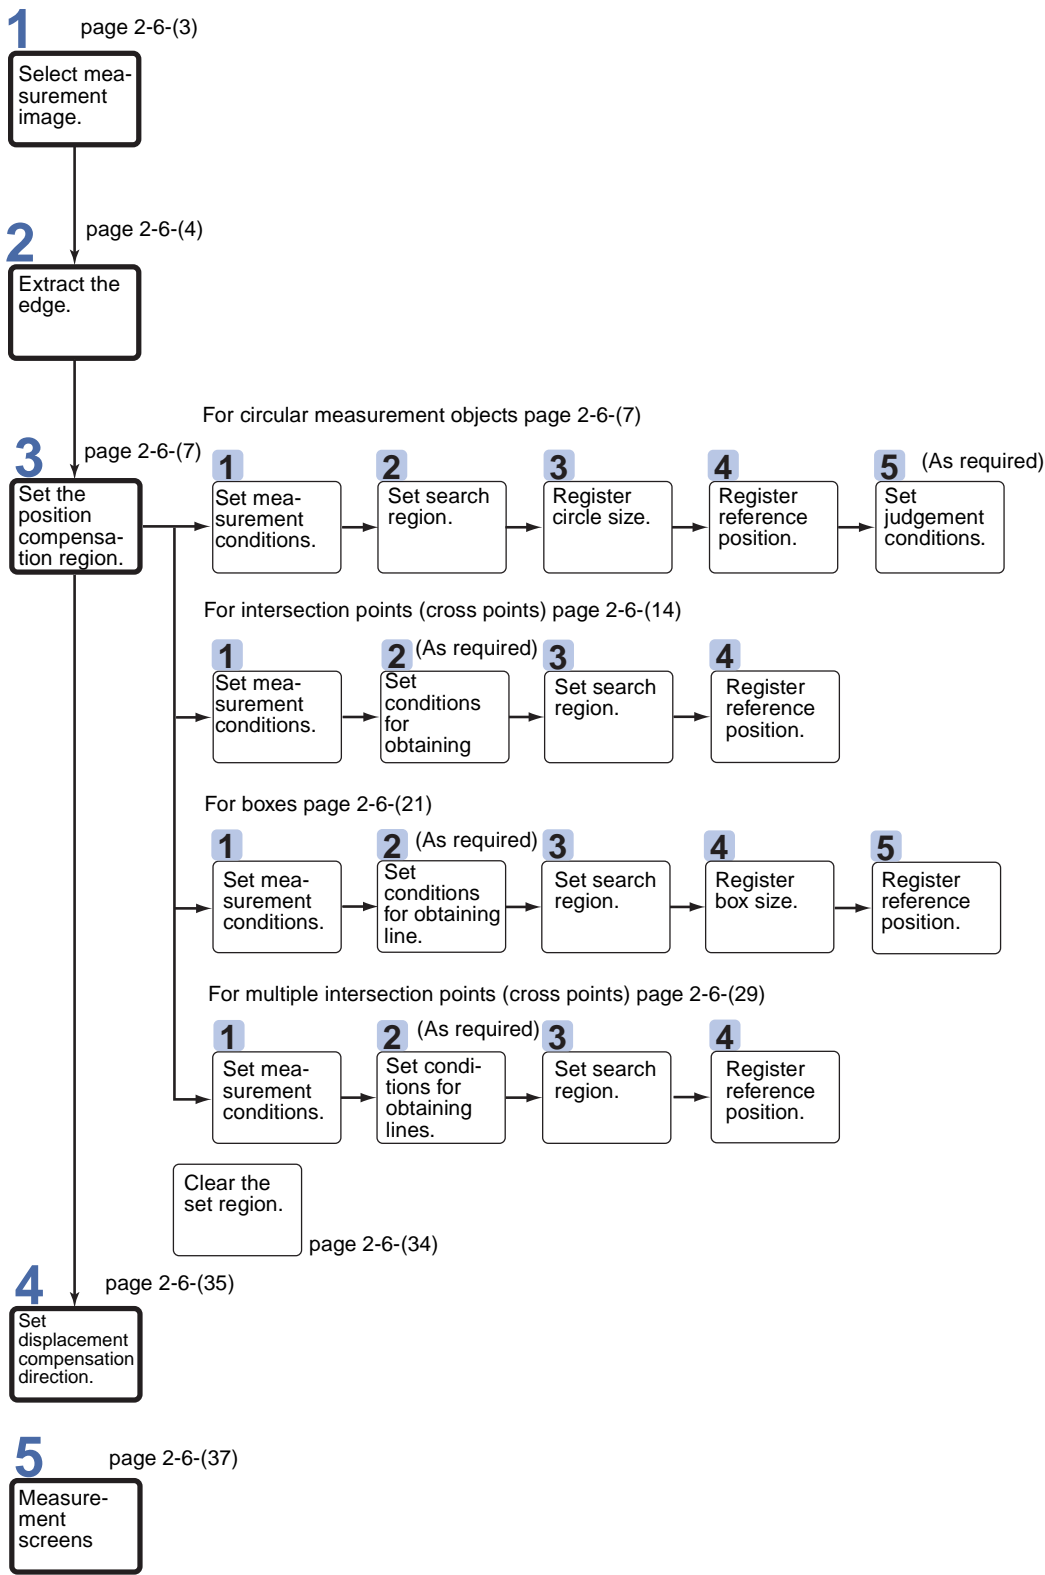 1 page 2-6-(3)
Select mea-
surement
image.
2 page 2-6-(4)
Extract the
edge.
3 page 2-6-(7)
Set the
position
compensa-
tion region.
For circular measurement objects page 2-6-(7)
1
Set mea-
surement
conditions.
2
Set search
region.
3
Register
circle size.
4
Register
reference
position.
5 (As required)
Set
judgement
conditions.
For intersection points (cross points) page 2-6-(14)
1
Set mea-
surement
conditions.
2 (As required)
Set
conditions
for
obtaining
3
Set search
region.
4
Register
reference
position.
For boxes page 2-6-(21)
1
Set mea-
surement
conditions.
2 (As required)
Set
conditions
for obtaining
line.
3
Set search
region.
4
Register
box size.
5
Register
reference
position.
For multiple intersection points (cross points) page 2-6-(29)
1
Set mea-
surement
conditions.
2 (As required)
Set condi-
tions for
obtaining
lines.
3
Set search
region.
4
Register
reference
position.
Clear the
set region.
page 2-6-(34)
4 page 2-6-(35)
Set
displacement
compensation
direction.
5 page 2-6-(37)
Measure-
ment
screens